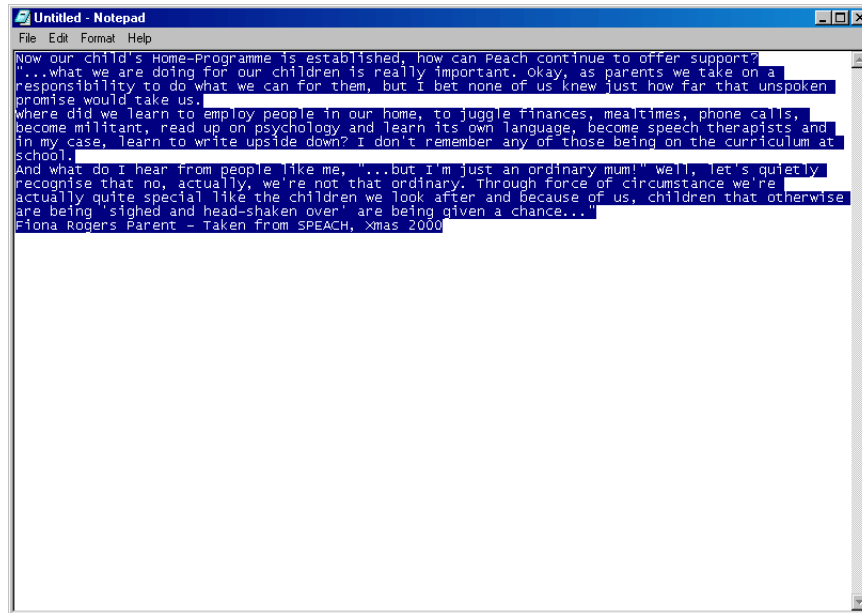 Untitled - Notepad
File Edit Format Help
Now our child's Home-Programme is established, how can Peach continue to offer support?
"...what we are doing for our children is really important. Okay, as parents we take on a
responsibility to do what we can for them, but I bet none of us knew just how far that unspoken
promise would take us.
Where did we learn to employ people in our home, to juggle finances, mealtimes, phone calls,
become militant, read up on psychology and learn its own language, become speech therapists and
in my case, learn to write upside down? I don't remember any of those being on the curriculum at
school.
And what do I hear from people like me, "...but I'm just an ordinary mum!" Well, let's quietly
recognise that no, actually, we're not that ordinary. Through force of circumstance we're
actually quite special like the children we look after and because of us, children that otherwise
are being 'sighed and head-shaken over' are being given a chance..."
Fiona Rogers Parent - Taken from SPEACH, Xmas 2000